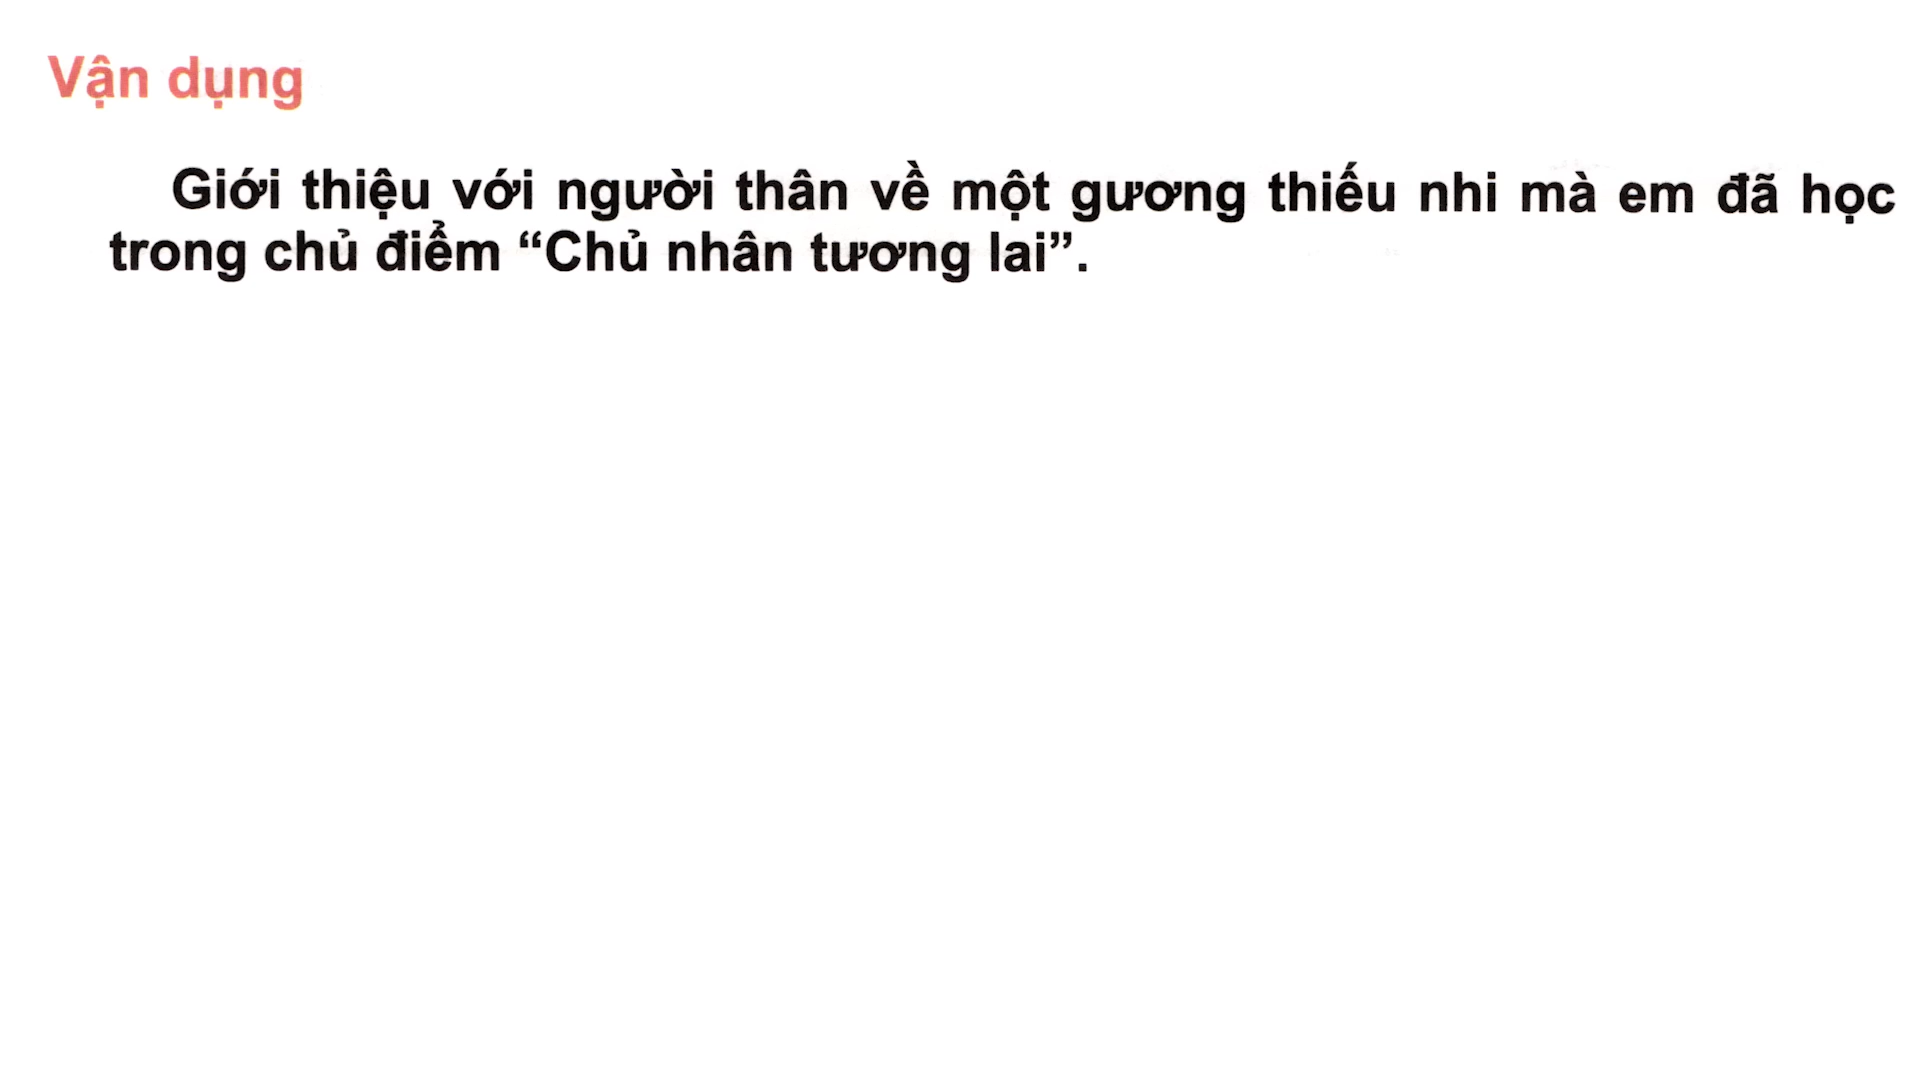 Vận dụng
Giới thiệu với người thân về một gương thiếu nhi mà em đã học
trong chủ điểm “Chủ nhân tương lai”.